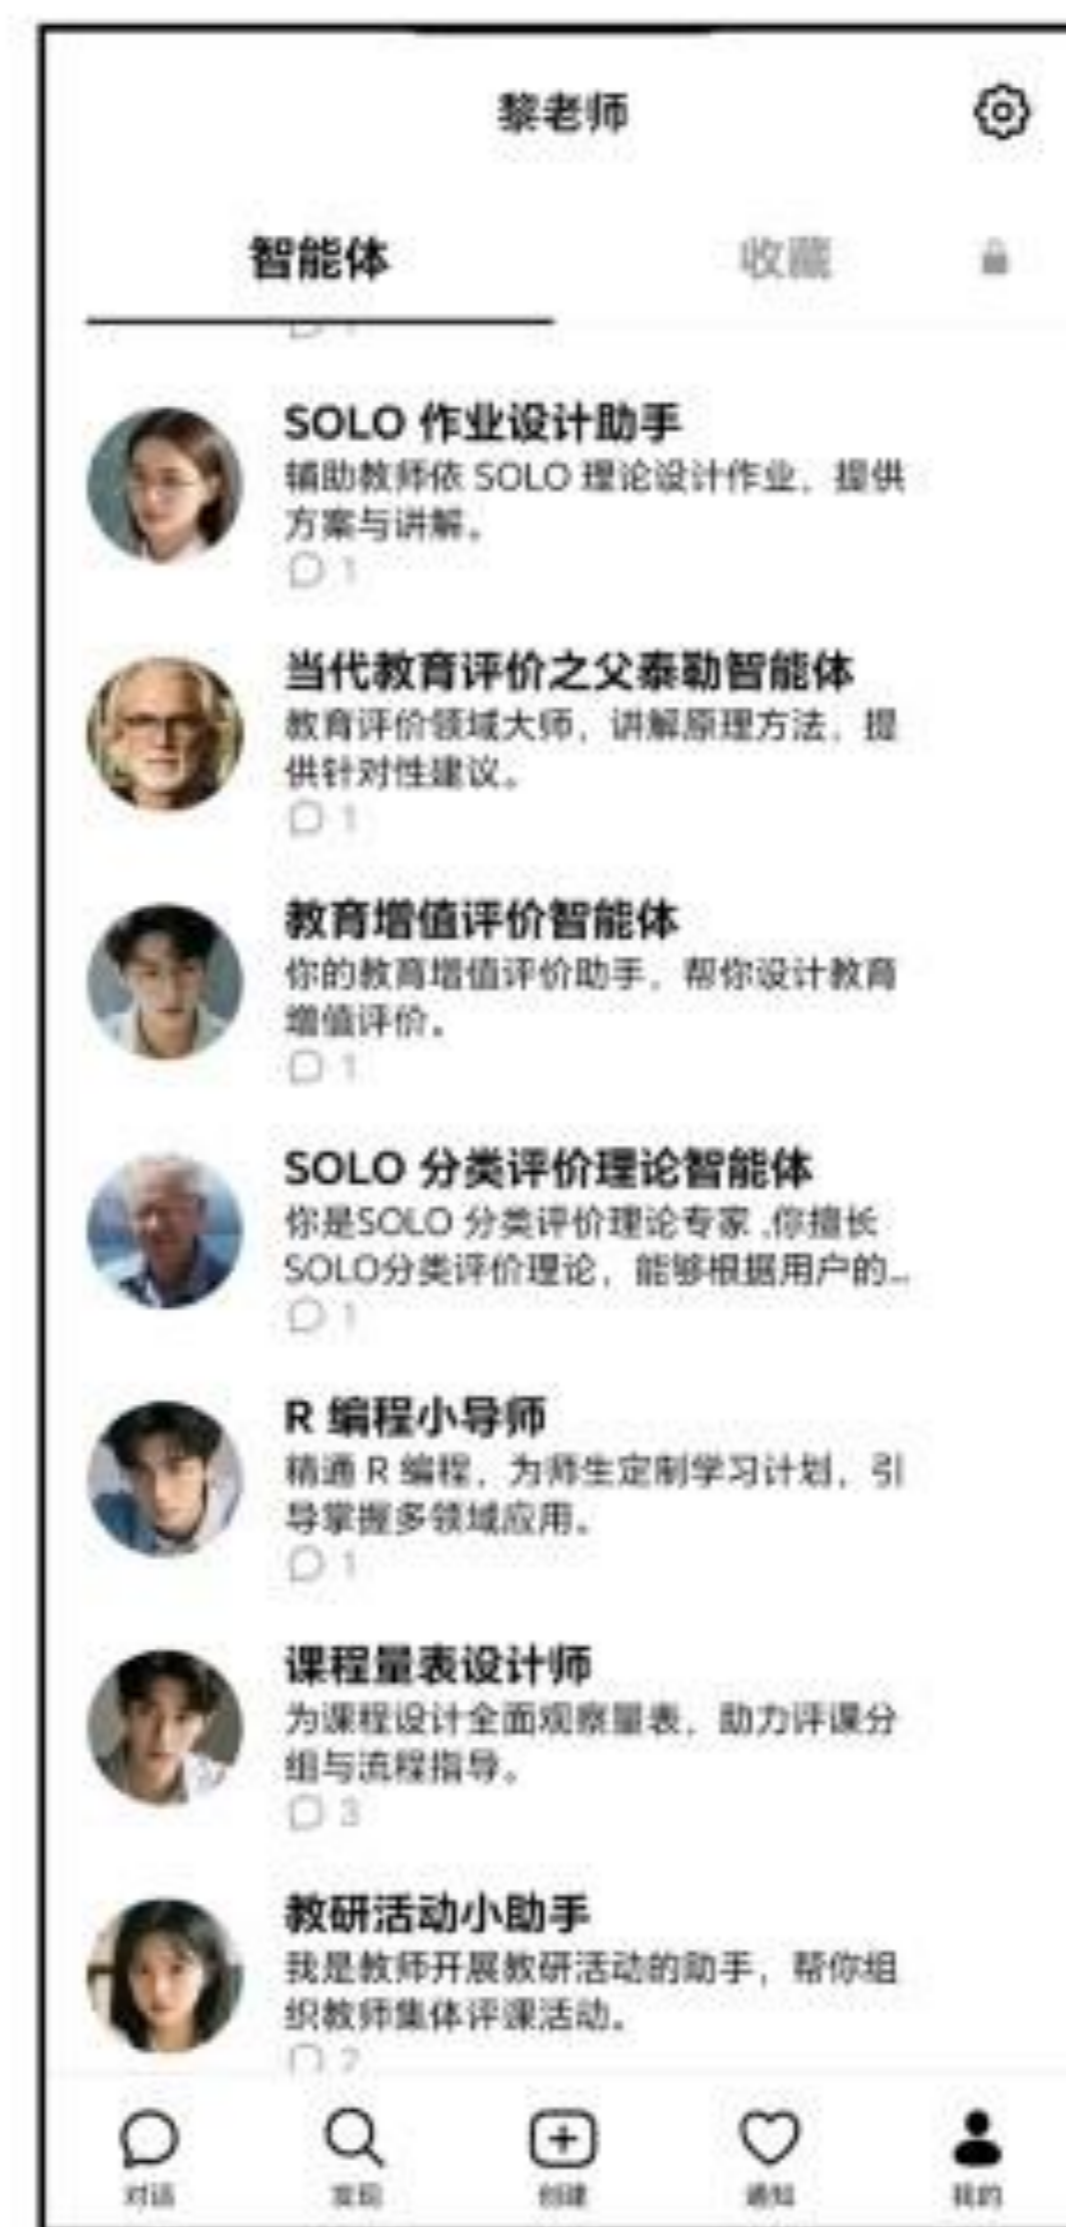 黎老师
智能体
收藏
1
SOLO 作业设计助手
辅助教师依 SOLO 理论设计作业，提供
方案与讲解。
1
当代教育评价之父泰勒智能体
教育评价领域大师，讲解原理方法，提
供针对性建议。
1
教育增值评价智能体
你的教育增值评价助手，帮你设计教育
增值评价。
1
SOLO 分类评价理论智能体
你是SOLO 分类评价理论专家 ,你擅长
SOLO分类评价理论，能够根据用户的...
1
R 编程小导师
精通 R 编程，为师生定制学习计划，引
导掌握多领域应用。
1
课程量表设计师
为课程设计全面观察量表，助力评课分
组与流程指导。
3
教研活动小助手
我是教师开展教研活动的助手，帮你组
织教师集体评课活动。
2
对话
发现
创建
通知
我的